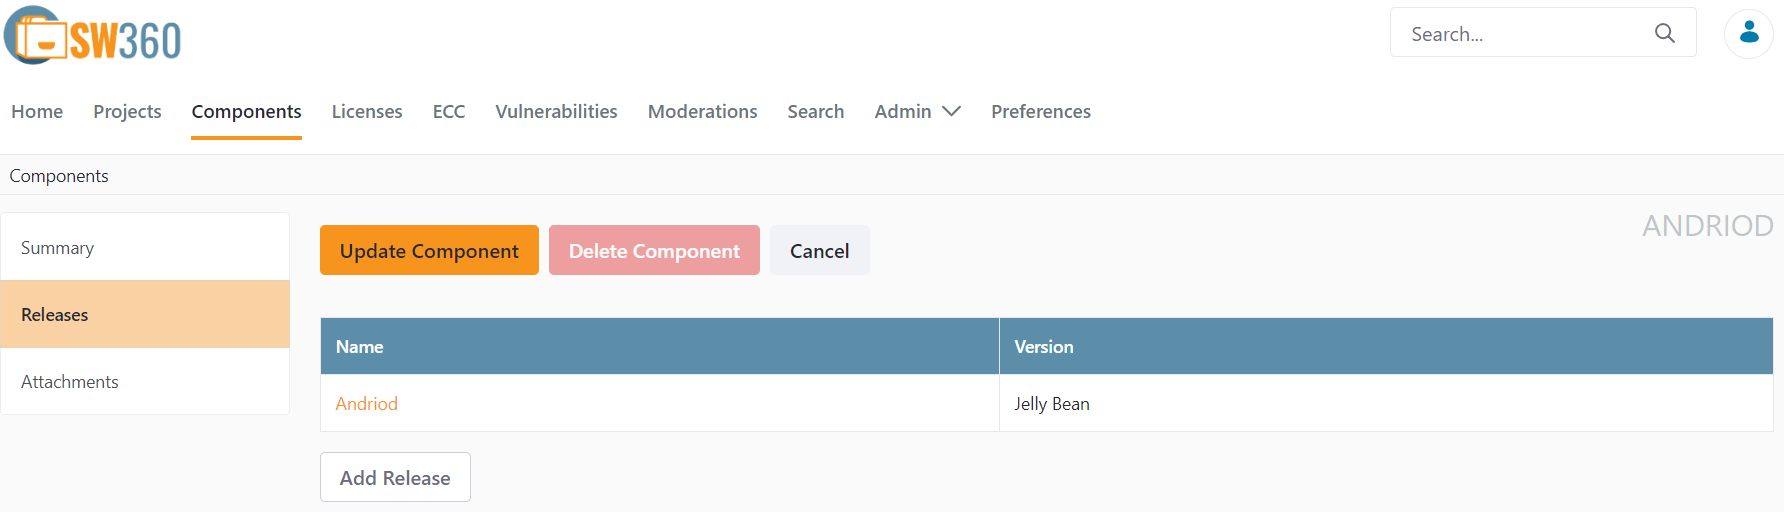 SW360
Search...
Home Projects Components Licenses ECC Vulnerabilities Moderations Search Admin Preferences
Components
ANDRIOD
Summary
Releases
Attachments
Update Component Delete Component Cancel
Name Version
Andriod Jelly Bean
Add Release